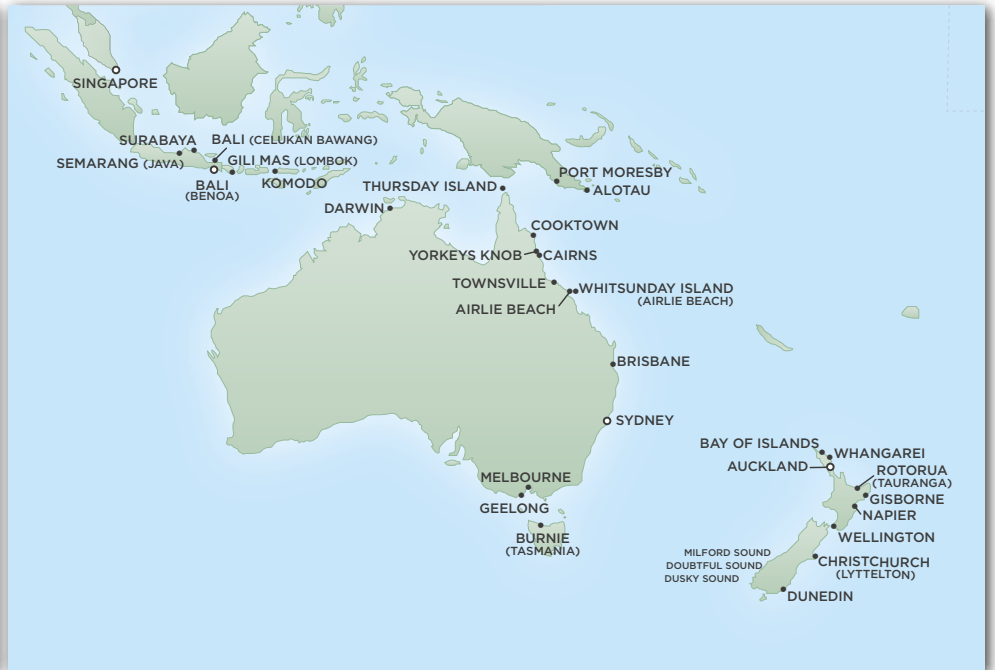 SINGAPORE
SURABAYA
BALI (CELUKAN BAWANG)
SEMARANG (JAVA)
GILI MAS (LOMBOK)
BALI
(BENOA)
KOMODO
THURSDAY ISLAND
PORT MORESBY
ALOTAU
DARWIN
COOKTOWN
YORKEYS KNOB
CAIRNS
TOWNSVILLE
WHITSUNDAY ISLAND
(AIRLIE BEACH)
AIRLIE BEACH
BRISBANE
SYDNEY
MELBOURNE
GEELONG
BURNIE
(TASMANIA)
BAY OF ISLANDS
WHANGAREI
AUCKLAND
ROTORUA
(TAURANGA)
GISBORNE
NAPIER
WELLINGTON
MILFORD SOUND
DOUBTFUL SOUND
DUSKY SOUND
CHRISTCHURCH
(LYTTELTON)
DUNEDIN